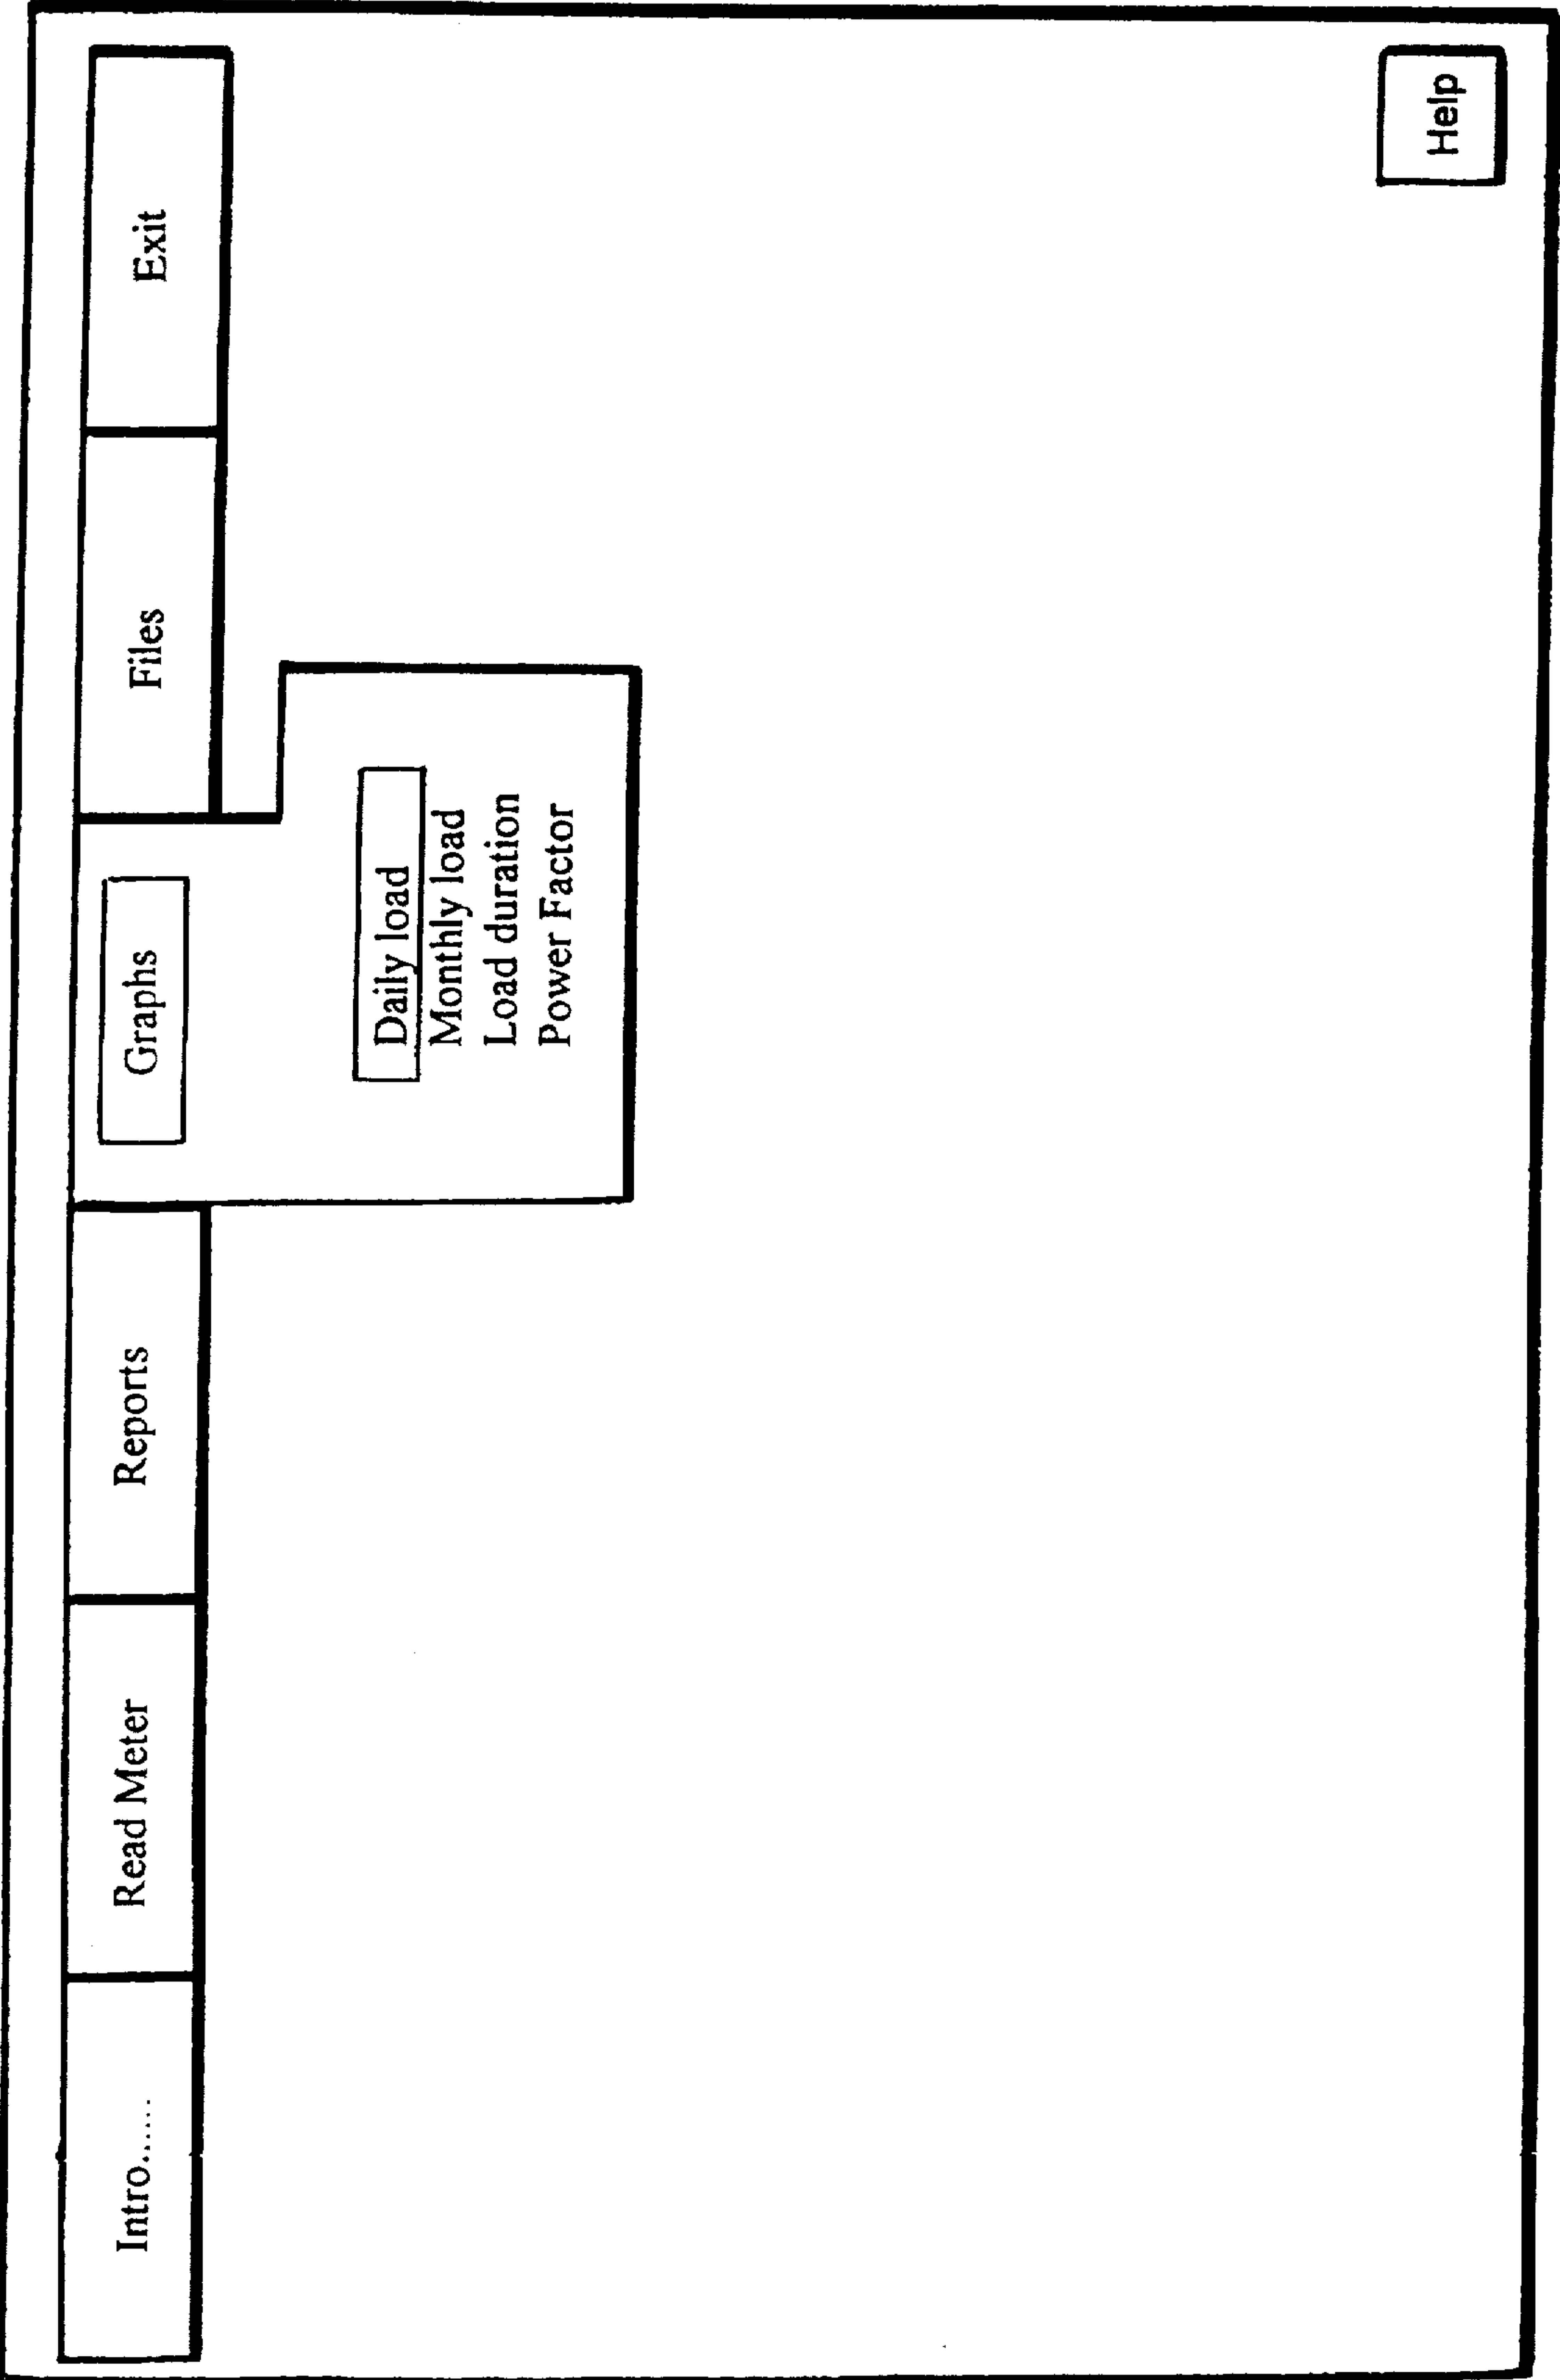 Intro......
Read Meter
Reports
Graphs
Files
Exit
Daily load
Monthly load
Load duration
Power Factor
Help